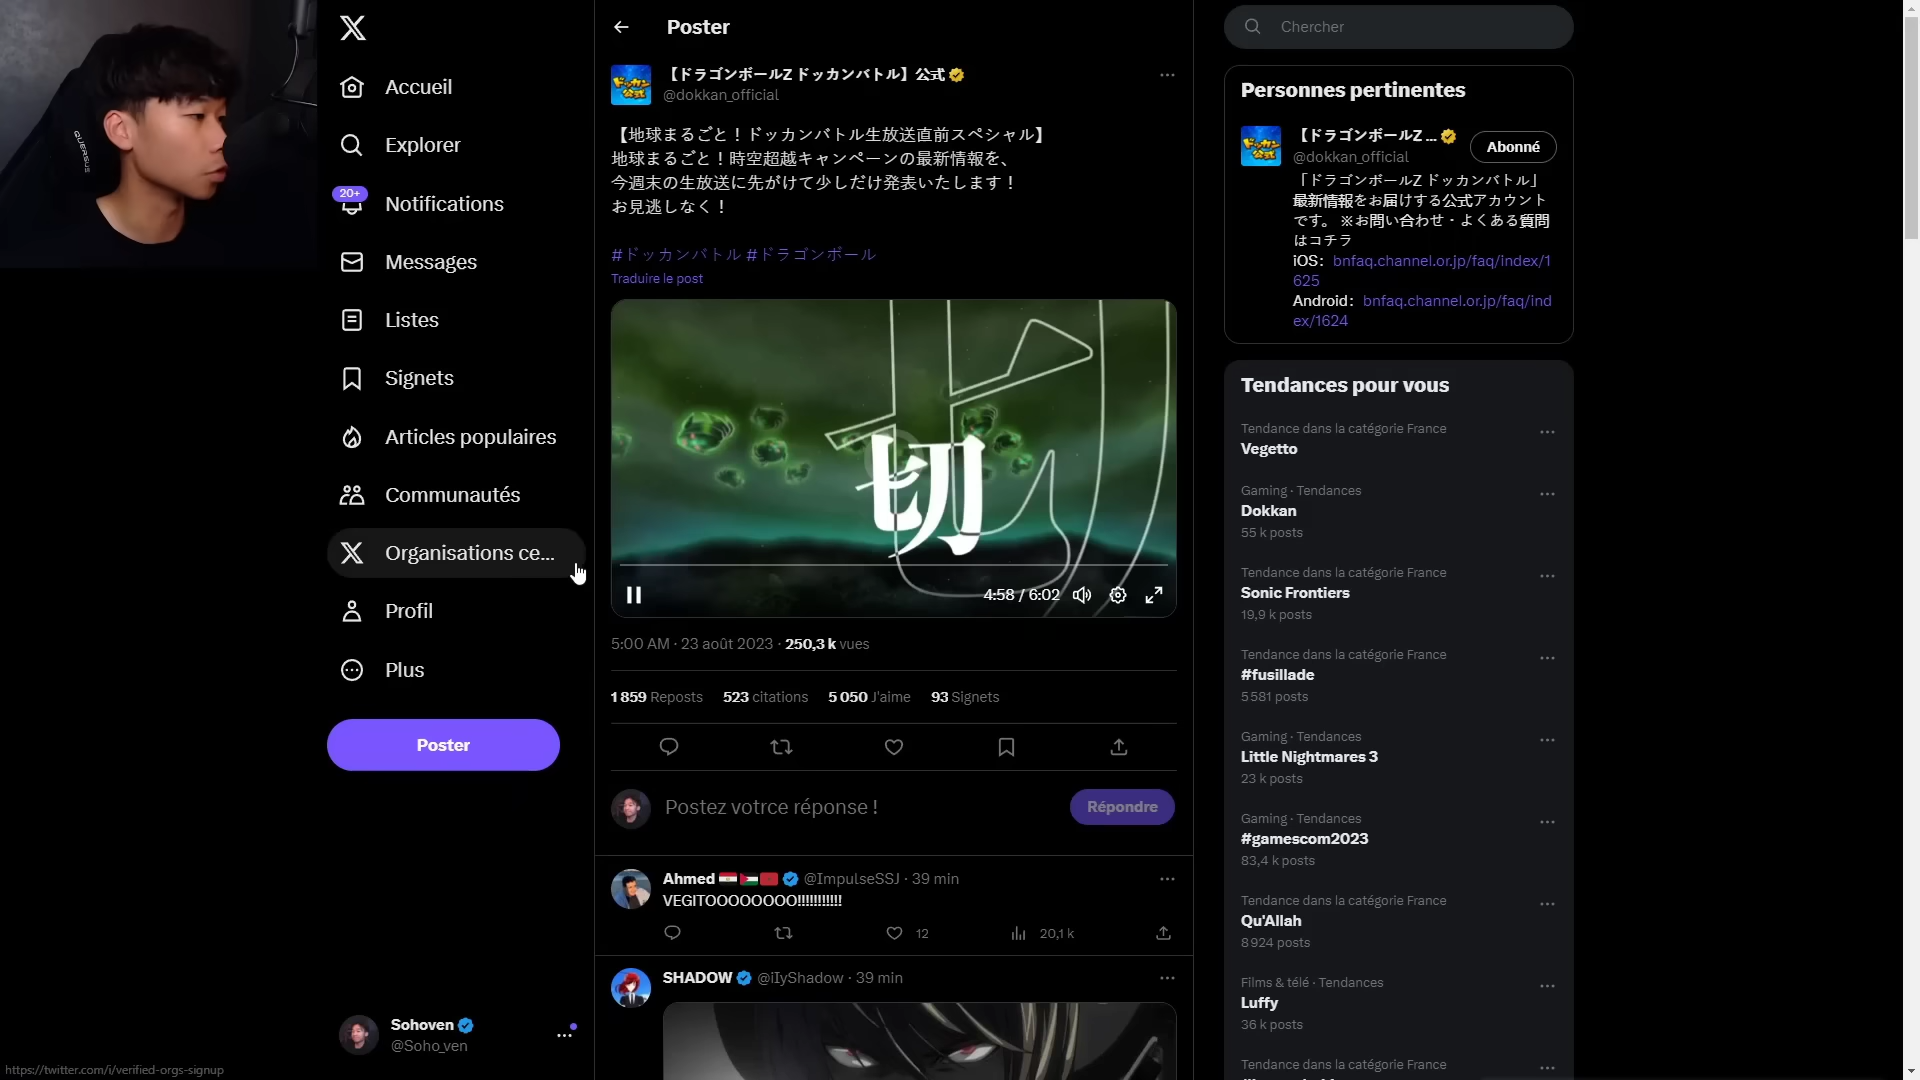 QUERSUS
Accueil
Explorer
20+
Notifications
Messages
Listes
Signets
Articles populaires
Communautés
Organisations ce...
Profil
Plus
Poster
Sohoven
@Soho_ven
https://twitter.com/i/verified-orgs-signup
Poster
【ドラゴンボールZ ドッカンバトル】公式
@dokkan_official
【地球まるごと！ドッカンバトル生放送直前スペシャル】
地球まるごと！時空超越キャンペーンの最新情報を、
今週末の生放送に先がけて少しだけ発表いたします！
お見逃しなく！
#ドッカンバトル #ドラゴンボール
Traduire le post
切
4:58 / 6:02
5:00 AM · 23 août 2023 · 250,3 k vues
1 859 Reposts 523 citations 5 050 J'aime 93 Signets
Postez votrce réponse !
Répondre
Ahmed @ImpulseSSJ · 39 min
VEGITOOOOOOOO!!!!!!!!!!!
12
20,1 k
SHADOW @iIyShadow · 39 min
Chercher
Personnes pertinentes
【ドラゴンボールZ ...
@dokkan_official
Abonné
「ドラゴンボールZ ドッカンバトル」
最新情報をお届けする公式アカウント
です。 ※お問い合わせ・よくある質問
はコチラ
iOS： bnfaq.channel.or.jp/faq/index/1
625
Android： bnfaq.channel.or.jp/faq/ind
ex/1624
Tendances pour vous
Tendance dans la catégorie France
Vegetto
Gaming · Tendances
Dokkan
55 k posts
Tendance dans la catégorie France
Sonic Frontiers
19,9 k posts
Tendance dans la catégorie France
#fusillade
5 581 posts
Gaming · Tendances
Little Nightmares 3
23 k posts
Gaming · Tendances
#gamescom2023
83,4 k posts
Tendance dans la catégorie France
Qu'Allah
8 924 posts
Films & télé · Tendances
Luffy
36 k posts
Tendance dans la catégorie France